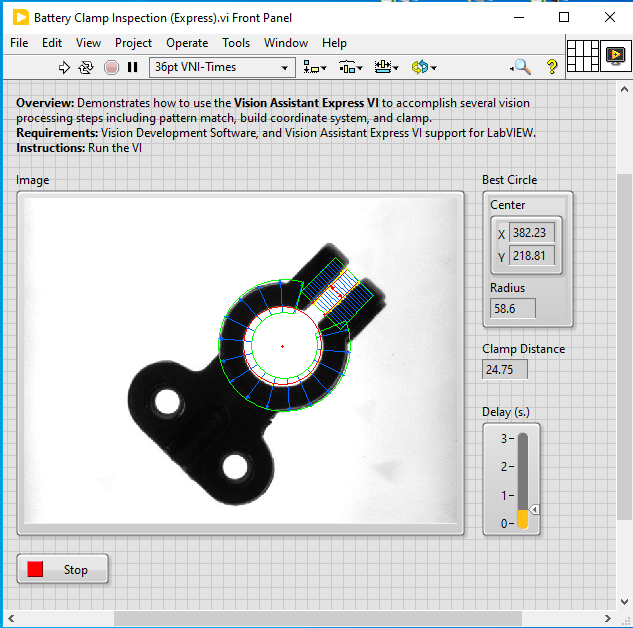 Battery Clamp Inspection (Express).vi Front Panel
File Edit View Project Operate Tools Window Help
36pt VNI-Times
Overview: Demonstrates how to use the Vision Assistant Express VI to accomplish several vision
processing steps including pattern match, build coordinate system, and clamp.
Requirements: Vision Development Software, and Vision Assistant Express VI support for LabVIEW.
Instructions: Run the VI
Image
Best Circle
Center
X 382.23
Y 218.81
Radius
58.6
Clamp Distance
24.75
Delay (s.)
3
2
1
0
Stop